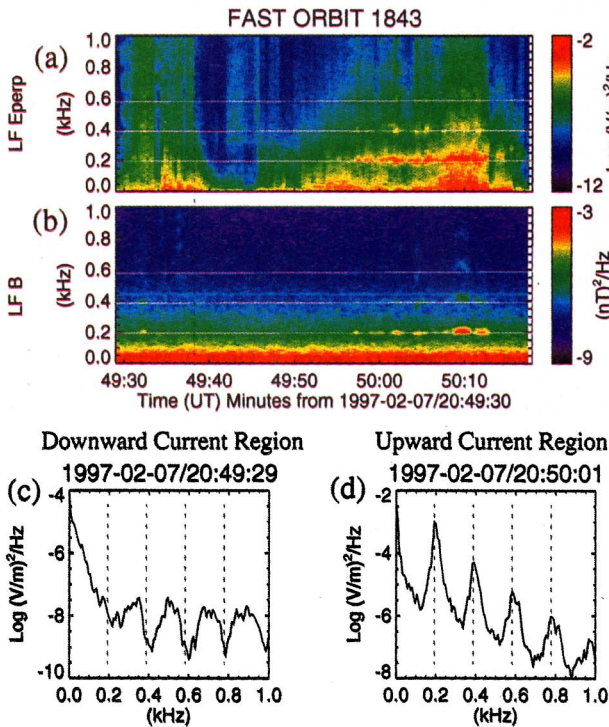 FAST ORBIT 1843
(a)
LF Eperp
(kHz)
1.0
0.8
0.6
0.4
0.2
0.0
-2
-12
(b)
LF B
(kHz)
1.0
0.8
0.6
0.4
0.2
0.0
-3
-9
(nT)²/Hz
49:30 49:40 49:50 50:00 50:10
Time (UT) Minutes from 1997-02-07/20:49:30
Downward Current Region
1997-02-07/20:49:29
(c)
Log (V/m)²/Hz
-4
-6
-8
-10
0.0 0.2 0.4 0.6 0.8 1.0
(kHz)
Upward Current Region
1997-02-07/20:50:01
(d)
Log (V/m)²/Hz
-2
-4
-6
-8
0.0 0.2 0.4 0.6 0.8 1.0
(kHz)